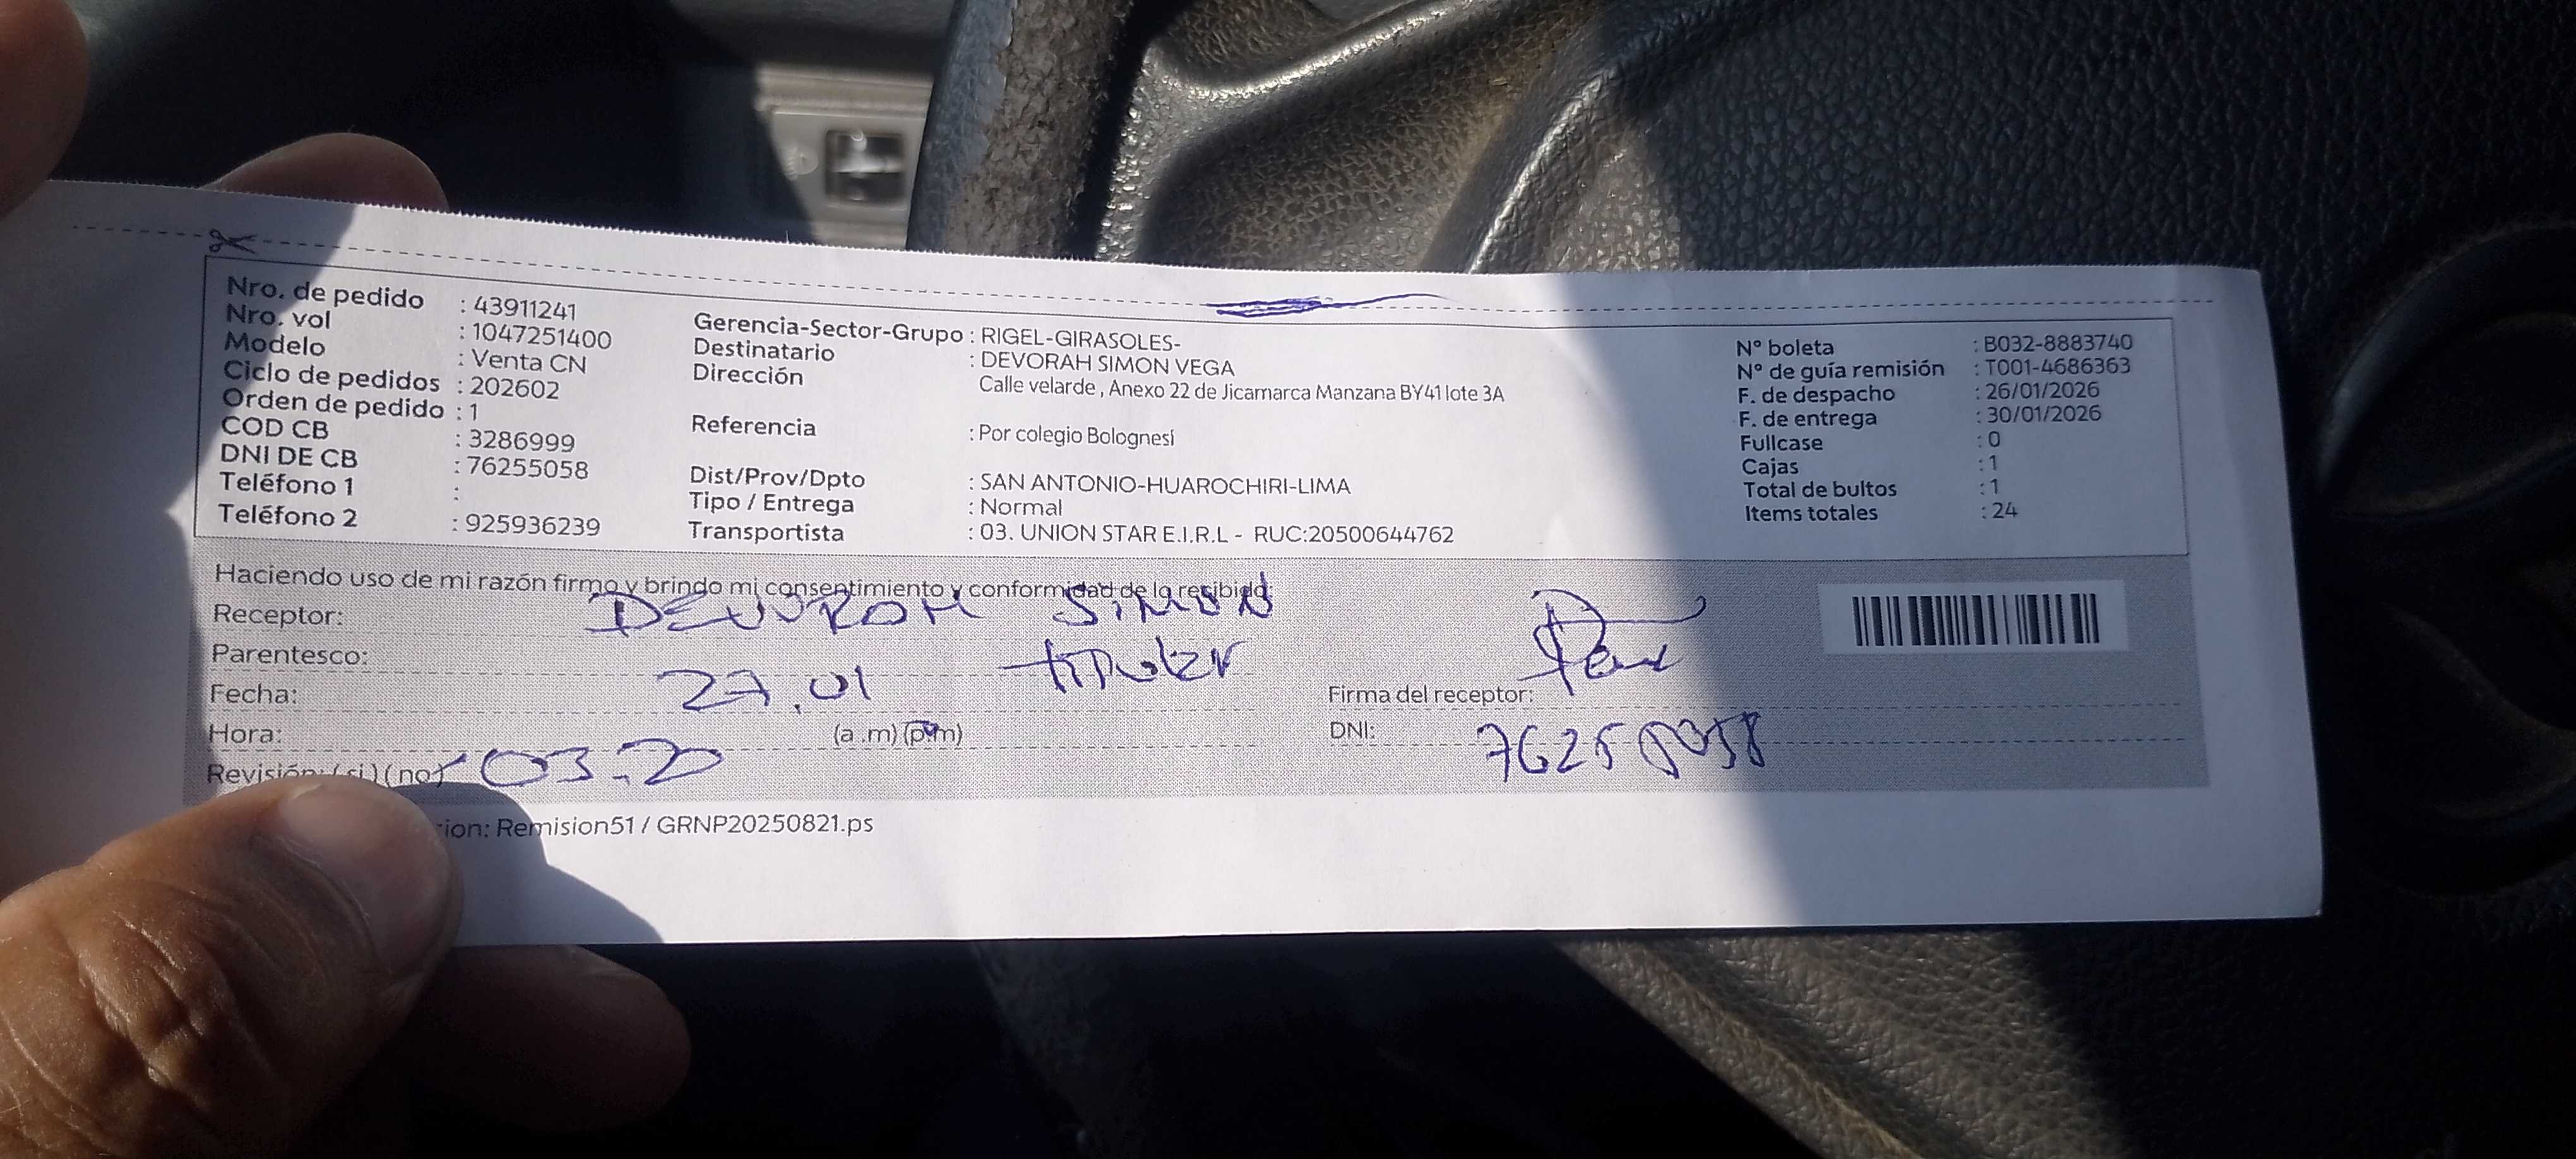 Nro. de pedido : 43911241
Nro. vol : 1047251400
Modelo : Venta CN
Ciclo de pedidos : 202602
Orden de pedido : 1
COD CB : 3286999
DNI DE CB : 76255058
Teléfono 1 :
Teléfono 2 : 925936239
Gerencia-Sector-Grupo : RIGEL-GIRASOLES-
Destinatario : DEVORAH SIMON VEGA
Dirección Calle velarde , Anexo 22 de Jicamarca Manzana BY41 lote 3A
Referencia : Por colegio Bolognesi
Dist/Prov/Dpto : SAN ANTONIO-HUAROCHIRI-LIMA
Tipo / Entrega : Normal
Transportista : 03. UNION STAR E.I.R.L - RUC:20500644762
N° boleta : B032-8883740
N° de guía remisión : T001-4686363
F. de despacho : 26/01/2026
F. de entrega : 30/01/2026
Fullcase : 0
Cajas : 1
Total de bultos : 1
Items totales : 24
Haciendo uso de mi razón firmo y brindo mi consentimiento y conformidad de lo recibido:
Receptor: SIMON
Parentesco: titular
Fecha: 27.01
Hora: (a .m) (p.m)
Revisión: (si) (no) 03.20
Firma del receptor:
DNI: 76255058
ion: Remision51 / GRNP20250821.ps